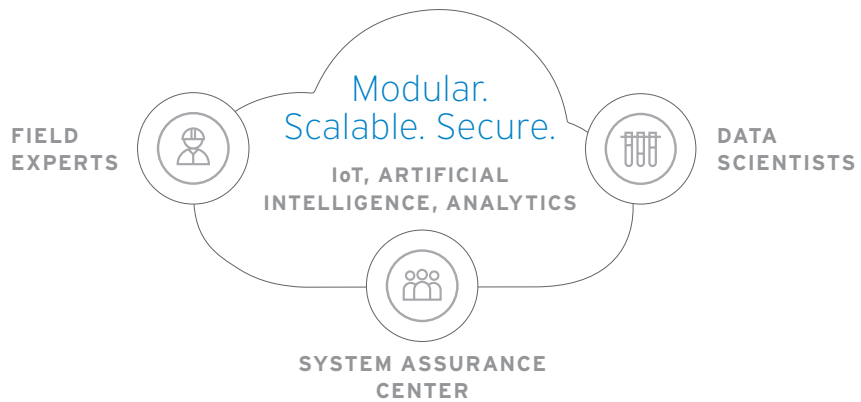 Modular.
Scalable. Secure.
FIELD
EXPERTS
IoT, ARTIFICIAL
INTELLIGENCE, ANALYTICS
DATA
SCIENTISTS
SYSTEM ASSURANCE
CENTER